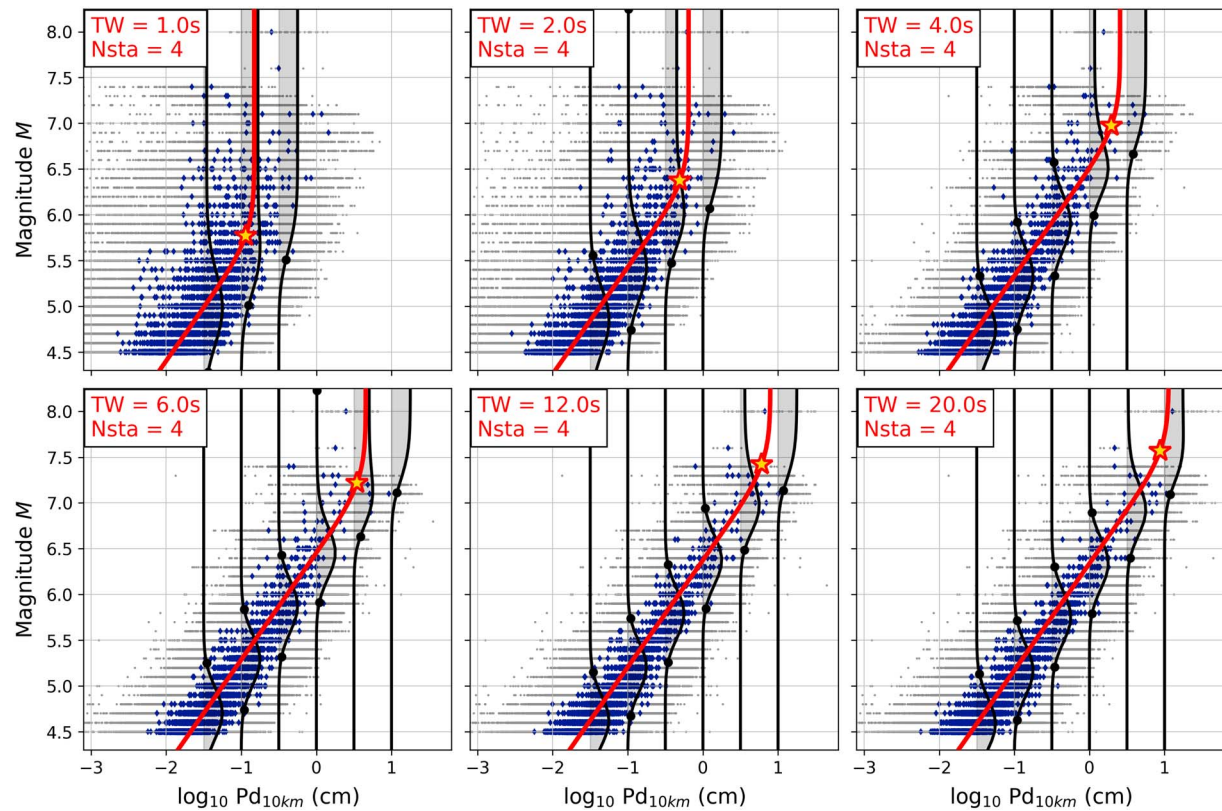 TW = 1.0s
Nsta = 4
TW = 2.0s
Nsta = 4
TW = 4.0s
Nsta = 4
8.0
7.5
7.0
6.5
6.0
5.5
5.0
4.5
Magnitude M
TW = 6.0s
Nsta = 4
TW = 12.0s
Nsta = 4
TW = 20.0s
Nsta = 4
8.0
7.5
7.0
6.5
6.0
5.5
5.0
4.5
Magnitude M
−3 −2 −1 0 1
−3 −2 −1 0 1
−3 −2 −1 0 1
log₁₀ Pd₁₀ₖₘ (cm)
log₁₀ Pd₁₀ₖₘ (cm)
log₁₀ Pd₁₀ₖₘ (cm)